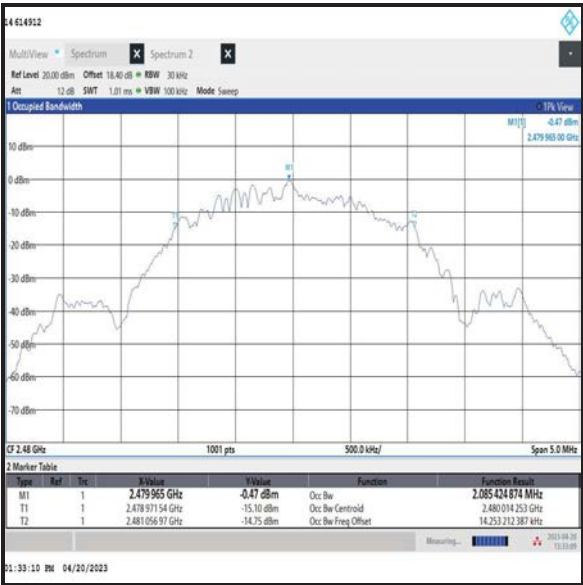 14 614912
MultiView Spectrum X Spectrum 2 X
Ref Level 20.00 dBm Offset 18.40 dB RBW 30 kHz
Att 12 dB SWT 1.01 ms VBW 100 kHz Mode Sweep
1 Occupied Bandwidth 1Pk View
M1[1] -0.47 dBm
2.479 965 00 GHz
10 dBm
M1
0 dBm
T1 T2
-10 dBm
-20 dBm
-30 dBm
-40 dBm
-50 dBm
-60 dBm
-70 dBm
CF 2.48 GHz 1001 pts 500.0 kHz/ Span 5.0 MHz
2 Marker Table
Type Ref Trc X-Value Y-Value Function Function Result
M1 1 2.479965 GHz -0.47 dBm Occ Bw 2.085 424 874 MHz
T1 1 2.478 971 54 GHz -15.10 dBm Occ Bw Centroid 2.480 014 253 GHz
T2 1 2.481 056 97 GHz -14.75 dBm Occ Bw Freq Offset 14.253 212 387 kHz
Measuring... 2023-04-20
13:33:09
01:33:10 PM 04/20/2023